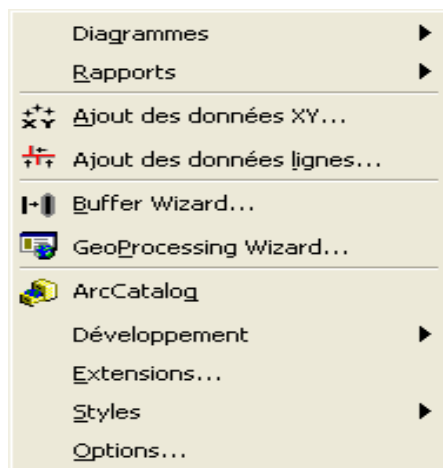 Diagrammes
Rapports
Ajout des données XY...
Ajout des données lignes...
Buffer Wizard...
GeoProcessing Wizard...
ArcCatalog
Développement
Extensions...
Styles
Options...